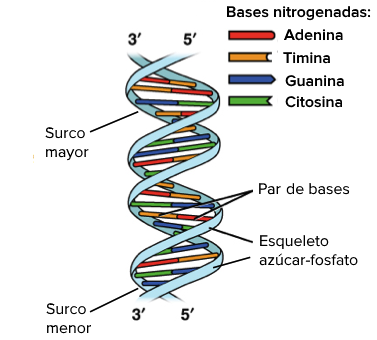 Bases nitrogenadas:
Adenina
Timina
Guanina
Citosina
3′ 5′
Surco
mayor
Par de bases
Esqueleto
azúcar-fosfato
Surco
menor
3′ 5′